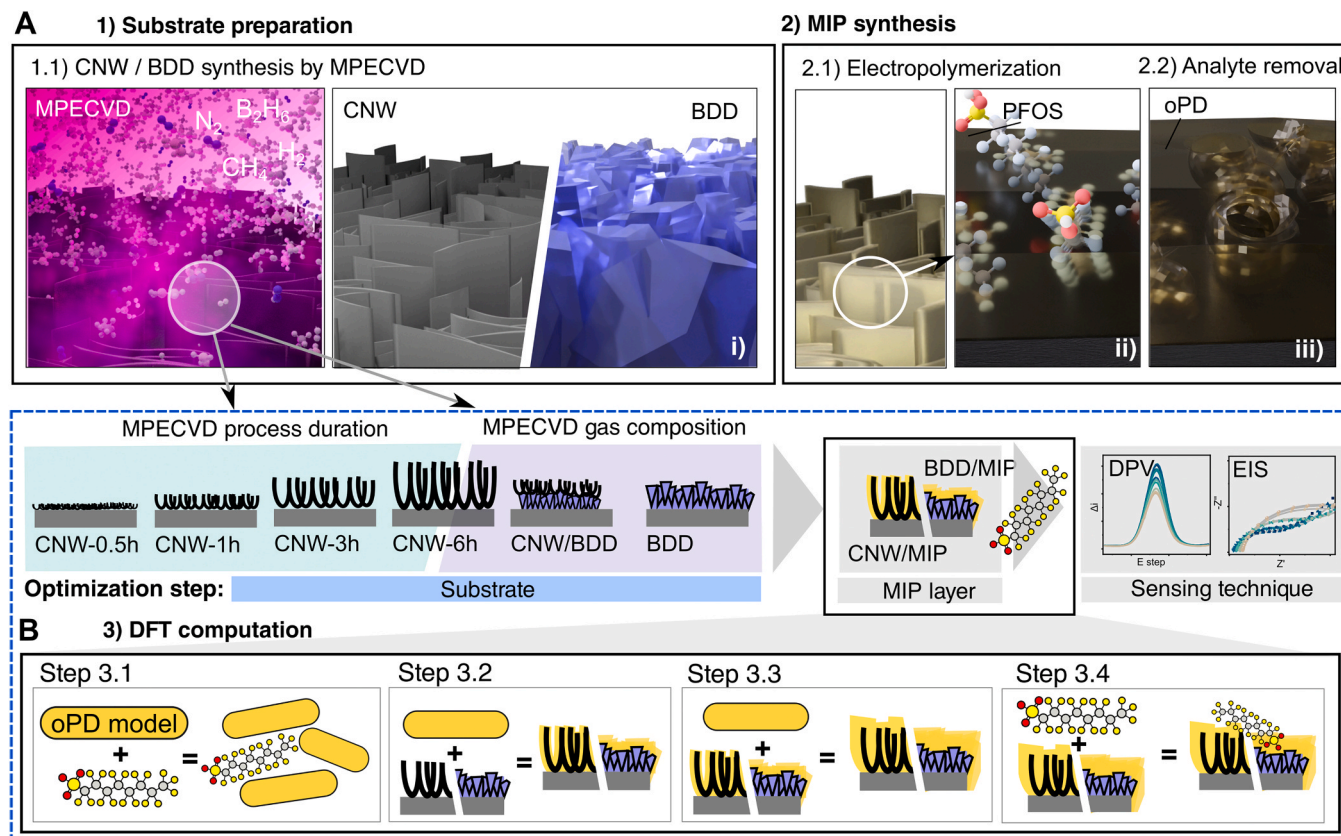 A
1) Substrate preparation
2) MIP synthesis
1.1) CNW / BDD synthesis by MPECVD
2.1) Electropolymerization
2.2) Analyte removal
MPECVD
N2
B2H6
H2
CH4
CNW
BDD
i)
PFOS
ii)
oPD
iii)
MPECVD process duration
MPECVD gas composition
CNW-0.5h
CNW-1h
CNW-3h
CNW-6h
CNW/BDD
BDD
BDD/MIP
CNW/MIP
DPV
Δi
E step
EIS
-Z"
Z'
Optimization step:
Substrate
MIP layer
Sensing technique
B
3) DFT computation
Step 3.1
Step 3.2
Step 3.3
Step 3.4
oPD model
+
=
+
=
+
=
+
=